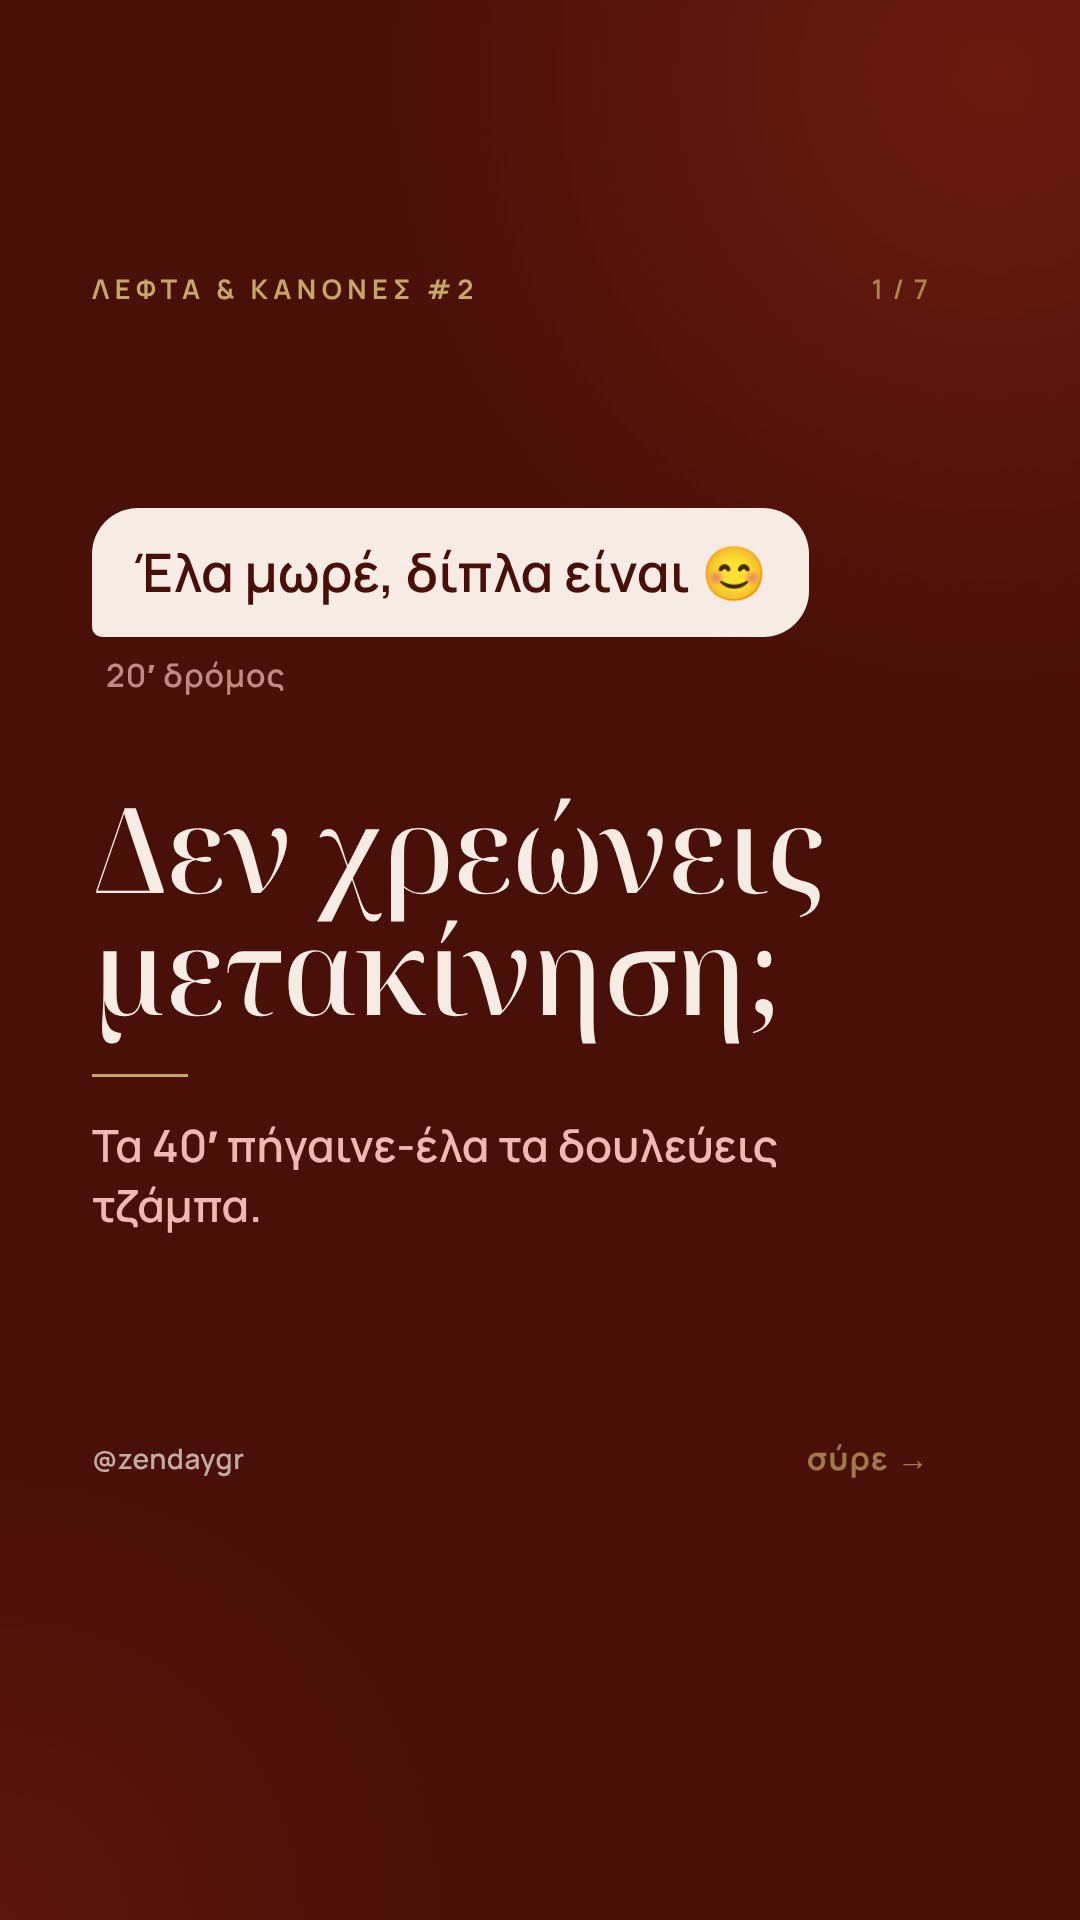 ΛΕΦΤΑ & ΚΑΝΟΝΕΣ #2
1 / 7
Έλα μωρέ, δίπλα είναι 😊
20′ δρόμος
Δεν χρεώνεις
μετακίνηση;
Τα 40′ πήγαινε-έλα τα δουλεύεις
τζάμπα.
@zendaygr
σύρε →